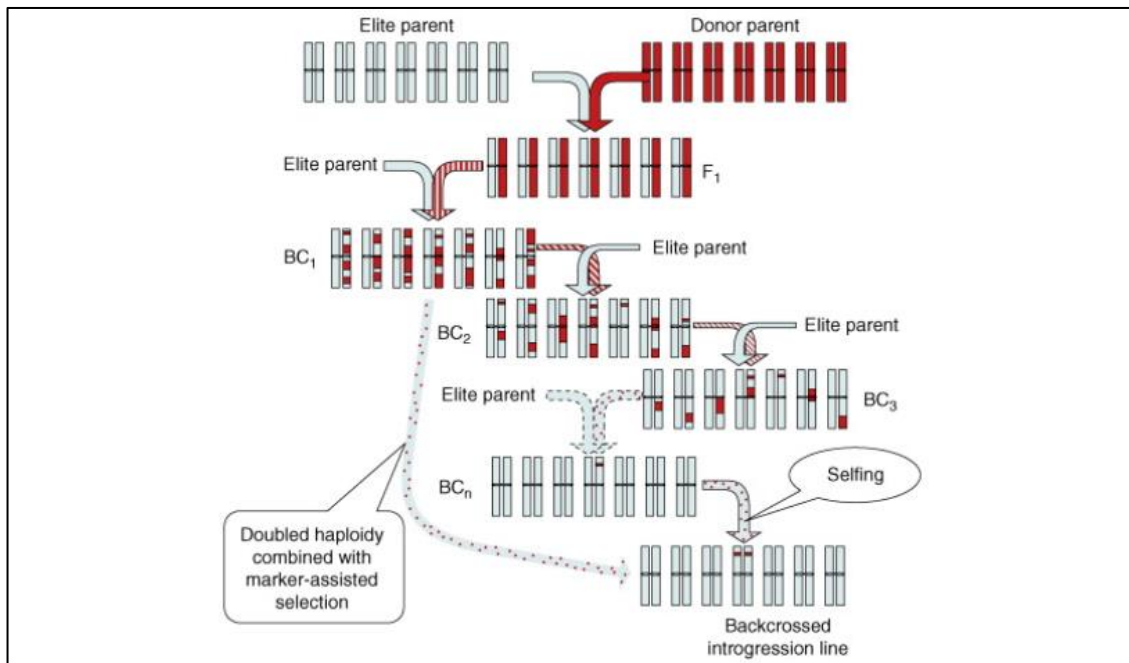 Elite parent
Donor parent
Elite parent
F1
BC1
Elite parent
BC2
Elite parent
Elite parent
BC3
BCn
Selfing
Doubled haploidy
combined with
marker-assisted
selection
Backcrossed
introgression line